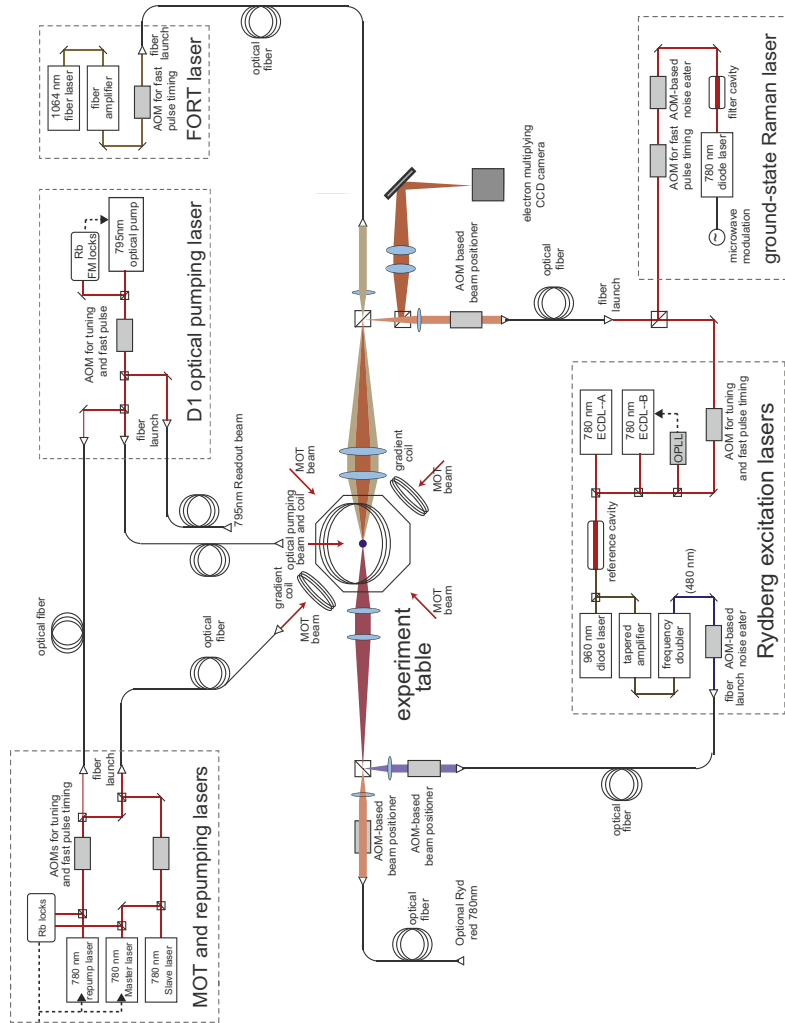 MOT and repumping lasers
Rb locks
780 nm
repump laser
780 nm
Master laser
780 nm
Slave laser
AOMs for tuning
and fast pulse timing
fiber
launch
optical fiber
optical
fiber
D1 optical pumping laser
Rb
FM locks
795nm
optical pump
AOM for tuning
and fast pulse
fiber
launch
795nm Readout beam
FORT laser
1064 nm
fiber laser
fiber
amplifier
AOM for fast
pulse timing
fiber
launch
optical
fiber
experiment
table
MOT
beam
gradient
coil
optical pumping
beam and coil
MOT
beam
gradient
coil
MOT
beam
MOT
beam
electron multiplying
CCD camera
AOM based
beam positioner
optical
fiber
fiber
launch
AOM-based
beam positioner
AOM-based
beam positioner
optical
fiber
Optional Ryd
red 780nm
optical
fiber
Rydberg excitation lasers
960 nm
diode laser
tapered
amplifier
frequency
doubler
(480 nm)
AOM-based
noise eater
fiber
launch
reference cavity
780 nm
ECDL-A
780 nm
ECDL-B
OPLL
AOM for tuning
and fast pulse timing
ground-state Raman laser
AOM for fast
pulse timing
AOM-based
noise eater
780 nm
diode laser
filter cavity
~
microwave
modulation